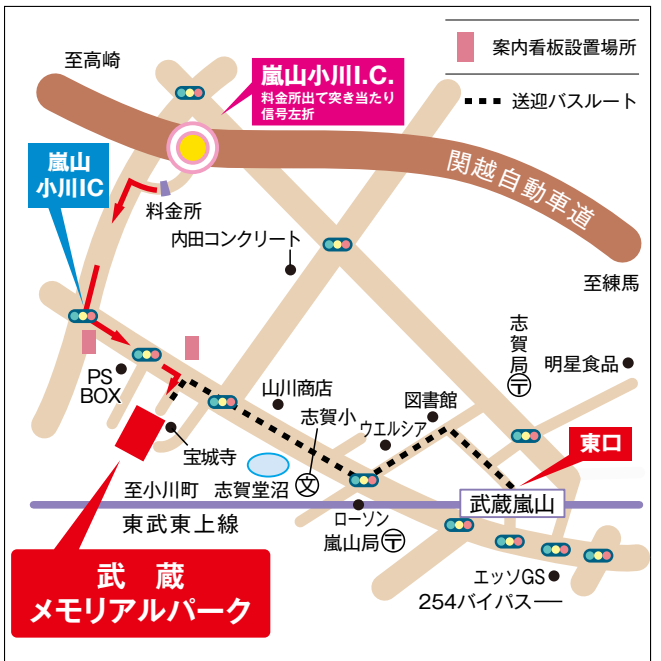 至高崎
嵐山小川I.C.
料金所出て突き当たり
信号左折
案内看板設置場所
送迎バスルート
嵐山
小川IC
料金所
関越自動車道
内田コンクリート
至練馬
志賀局
〒
明星食品
PS
BOX
山川商店
図書館
志賀小
ウエルシア
東口
宝城寺
至小川町
志賀堂沼
文
武蔵嵐山
東武東上線
ローソン
嵐山局〒
武 蔵
メモリアルパーク
エッソGS
254バイパス